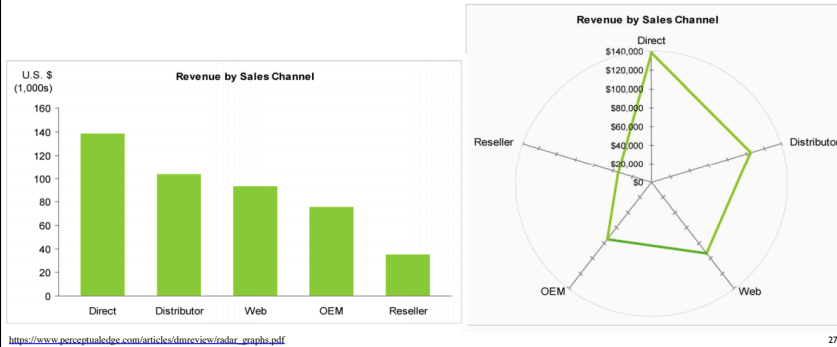 U.S. $
(1,000s)
Revenue by Sales Channel
160
140
120
100
80
60
40
20
0
Direct
Distributor
Web
OEM
Reseller
Revenue by Sales Channel
Direct
$140,000
$120,000
$100,000
$80,000
$60,000
$40,000
$20,000
$0
Reseller
Distributor
OEM
Web
https://www.perceptualedge.com/articles/dmreview/radar_graphs.pdf
27